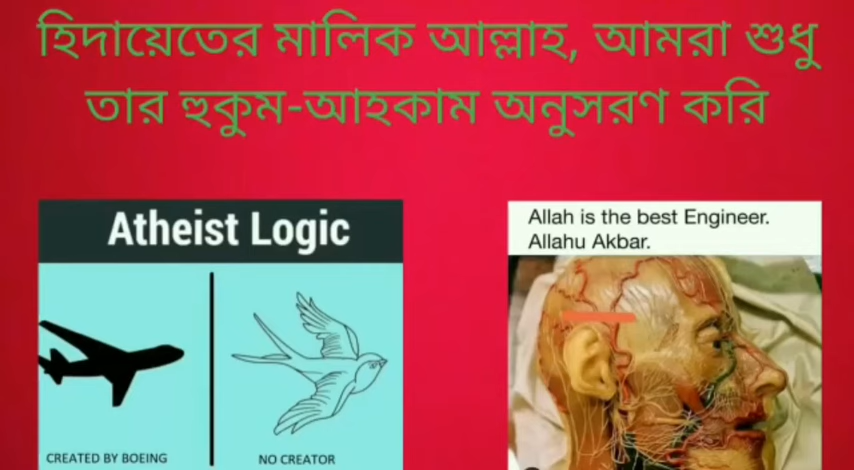 হিদায়েতের মালিক আল্লাহ, আমরা শুধু
তার হুকুম-আহকাম অনুসরণ করি
Atheist Logic
CREATED BY BOEING
NO CREATOR
Allah is the best Engineer.
Allahu Akbar.